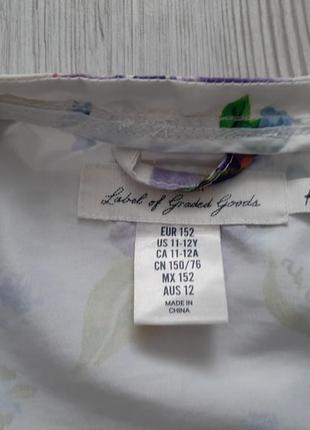 Label of Graded Goods
EUR 152
US 11-12Y
CA 11-12A
CN 150/76
MX 152
AUS 12
MADE IN
CHINA